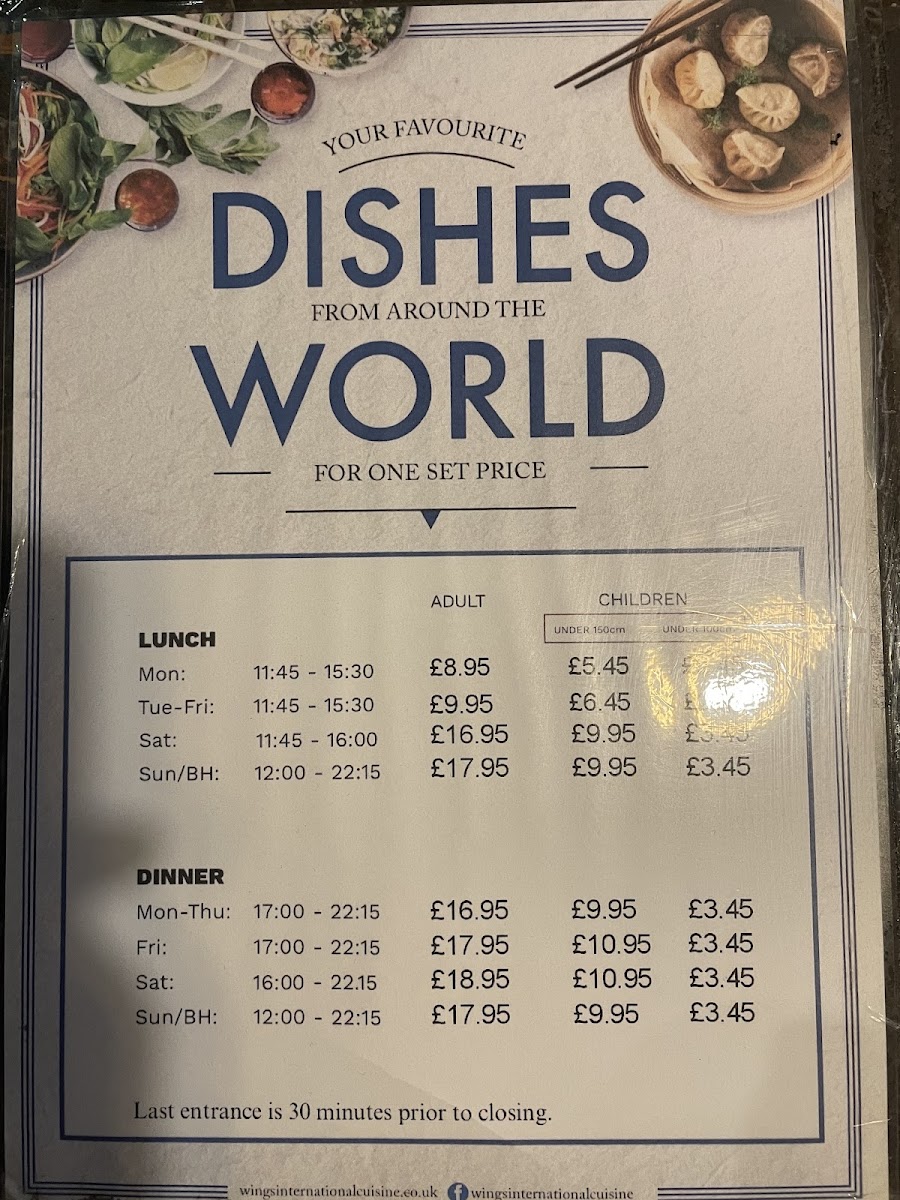 YOUR FAVOURITE
DISHES
FROM AROUND THE
WORLD
FOR ONE SET PRICE
ADULT CHILDREN
UNDER 150cm UNDER
LUNCH
Mon: 11:45 - 15:30 £8.95 £5.45
Tue-Fri: 11:45 - 15:30 £9.95 £6.45
Sat: 11:45 - 16:00 £16.95 £9.95 £3.45
Sun/BH: 12:00 - 22:15 £17.95 £9.95 £3.45
DINNER
Mon-Thu: 17:00 - 22:15 £16.95 £9.95 £3.45
Fri: 17:00 - 22:15 £17.95 £10.95 £3.45
Sat: 16:00 - 22.15 £18.95 £10.95 £3.45
Sun/BH: 12:00 - 22:15 £17.95 £9.95 £3.45
Last entrance is 30 minutes prior to closing.
wingsinternationalcuisine.co.uk f wingsinternationalcuisine